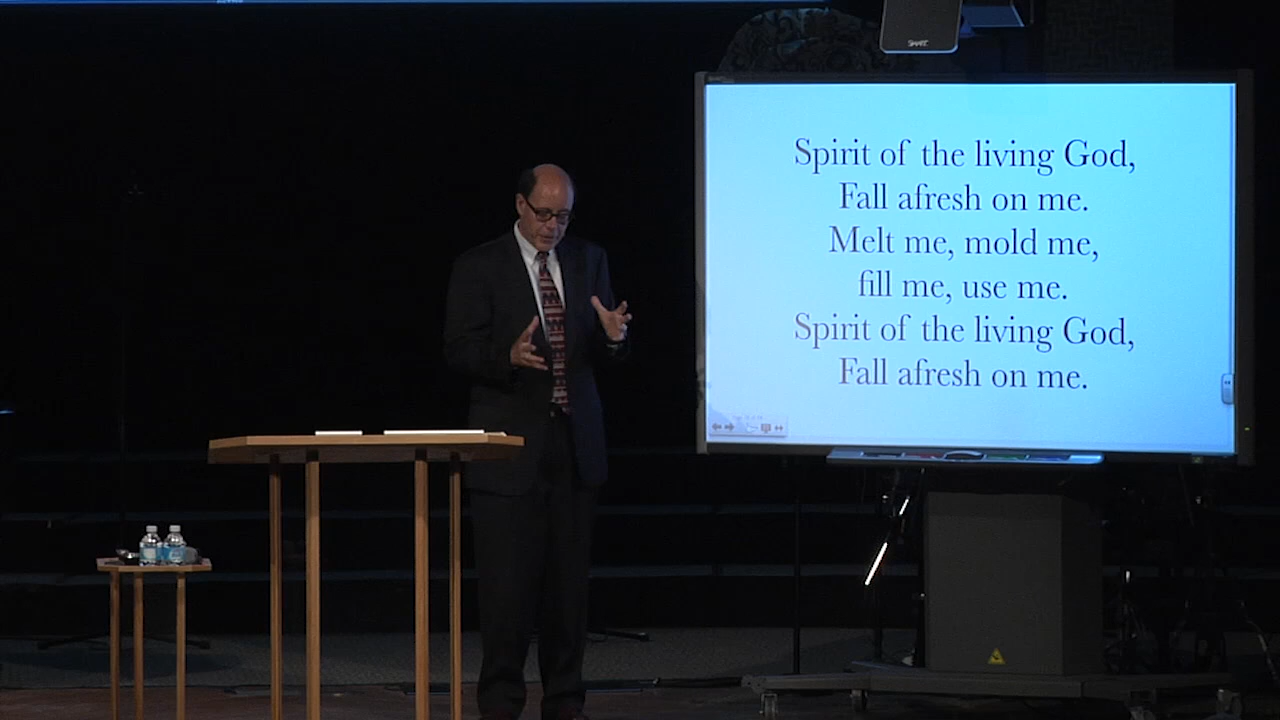 SMART
Spirit of the living God,
Fall afresh on me.
Melt me, mold me,
fill me, use me.
Spirit of the living God,
Fall afresh on me.